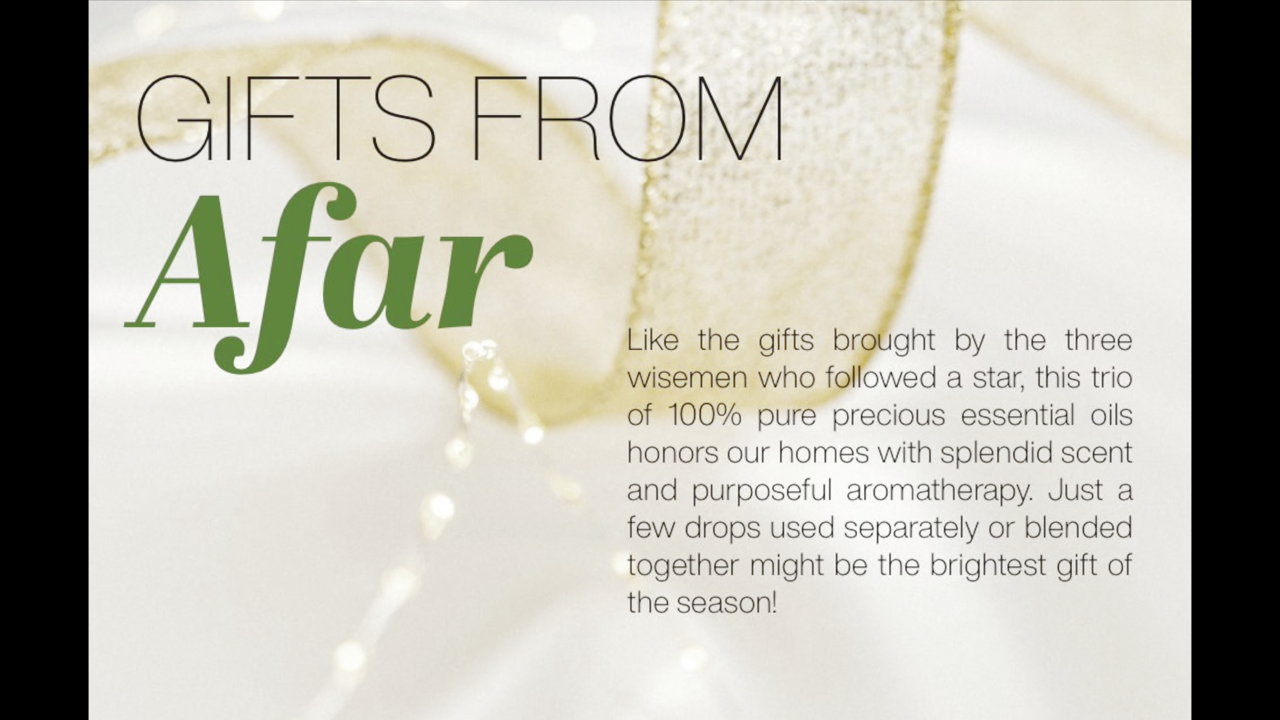 GIFTS FROM
Afar
Like the gifts brought by the three
wisemen who followed a star, this trio
of 100% pure precious essential oils
honors our homes with splendid scent
and purposeful aromatherapy. Just a
few drops used separately or blended
together might be the brightest gift of
the season!